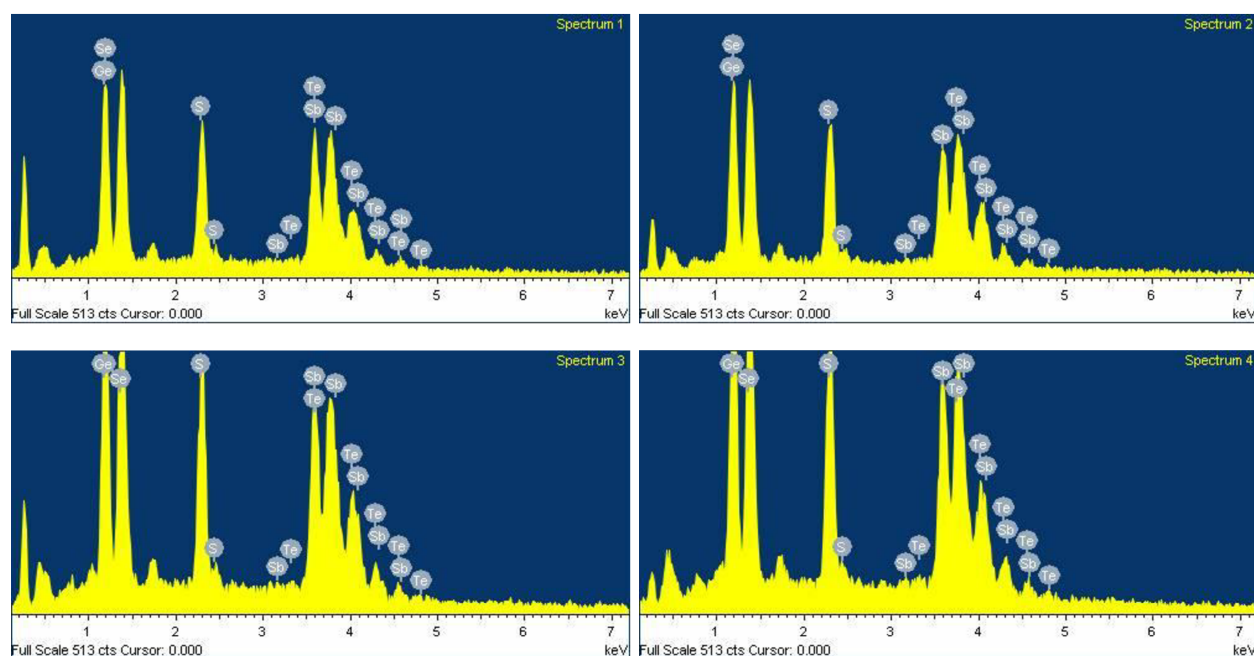 Spectrum 1
Se
Ge
S
S
Te
Sb
Sb
Te
Sb
Te
Sb
Sb
Te
Sb
Te
Te
1 2 3 4 5 6 7
Full Scale 513 cts Cursor: 0.000 keV
Spectrum 2
Se
Ge
S
S
Te
Sb
Sb
Te
Sb
Te
Sb
Te
Te
Sb
Sb
Te
Te
1 2 3 4 5 6 7
Full Scale 513 cts Cursor: 0.000 keV
Spectrum 3
Ge
Se
S
S
Sb
Te
Sb
Te
Sb
Te
Sb
Te
Te
Sb
Sb
Te
1 2 3 4 5 6 7
Full Scale 513 cts Cursor: 0.000 keV
Spectrum 4
Ge
Se
S
S
Sb
Sb
Te
Te
Sb
Te
Sb
Te
Te
Sb
Sb
Te
1 2 3 4 5 6 7
Full Scale 513 cts Cursor: 0.000 keV